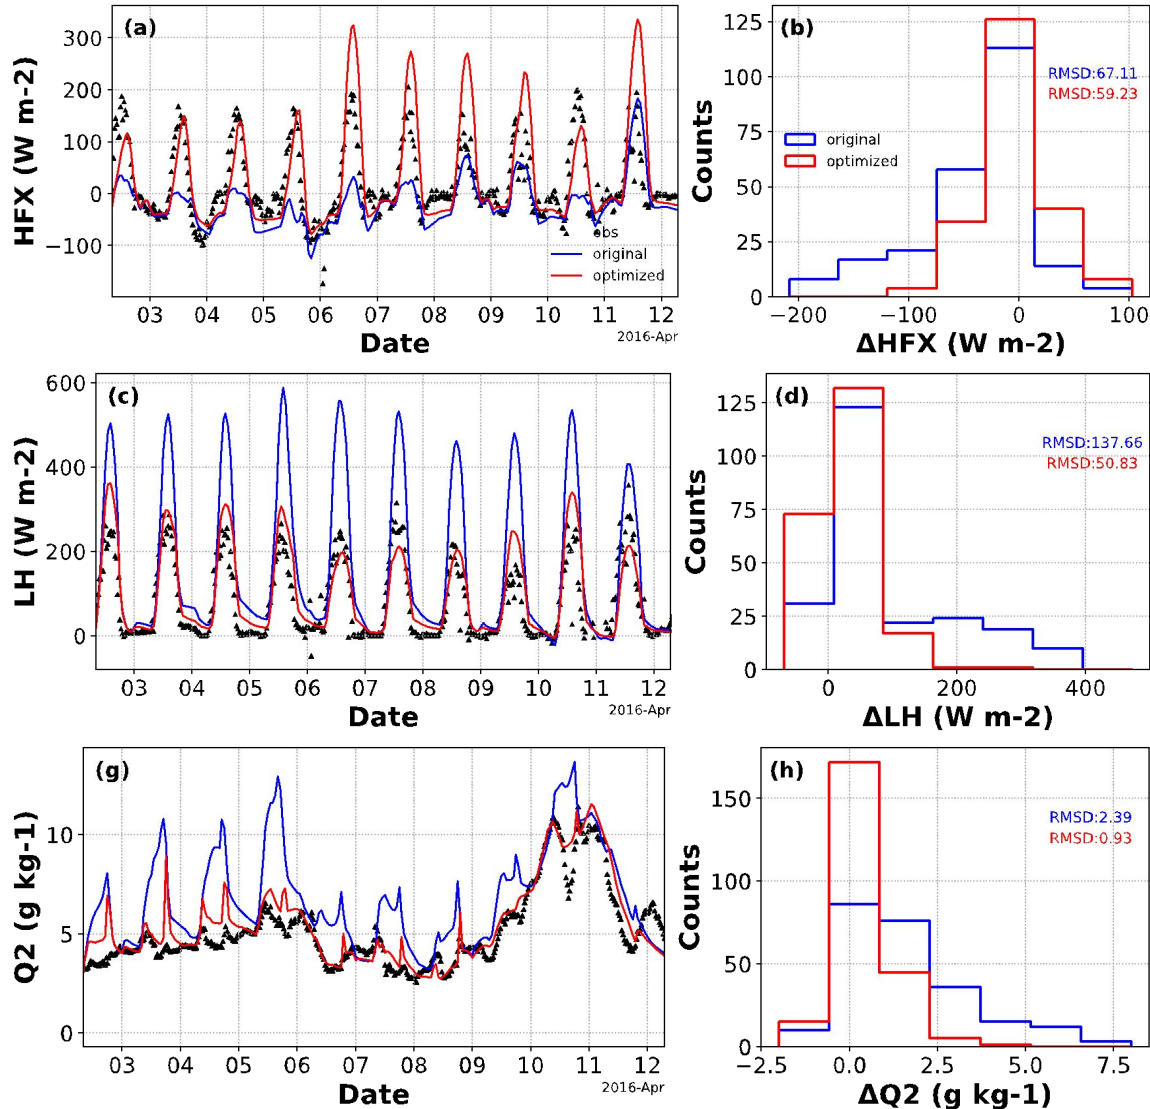 (a)
HFX (W m-2)
300
200
100
0
−100
obs
original
optimized
03 04 05 06 07 08 09 10 11 12
Date
2016-Apr
(b)
Counts
125
100
75
50
25
0
RMSD:67.11
RMSD:59.23
original
optimized
−200 −100 0 100
ΔHFX (W m-2)
(c)
LH (W m-2)
600
400
200
0
03 04 05 06 07 08 09 10 11 12
Date
2016-Apr
(d)
Counts
125
100
75
50
25
0
RMSD:137.66
RMSD:50.83
0 200 400
ΔLH (W m-2)
(g)
Q2 (g kg-1)
10
5
0
03 04 05 06 07 08 09 10 11 12
Date
2016-Apr
(h)
Counts
150
100
50
0
RMSD:2.39
RMSD:0.93
−2.5 0.0 2.5 5.0 7.5
ΔQ2 (g kg-1)